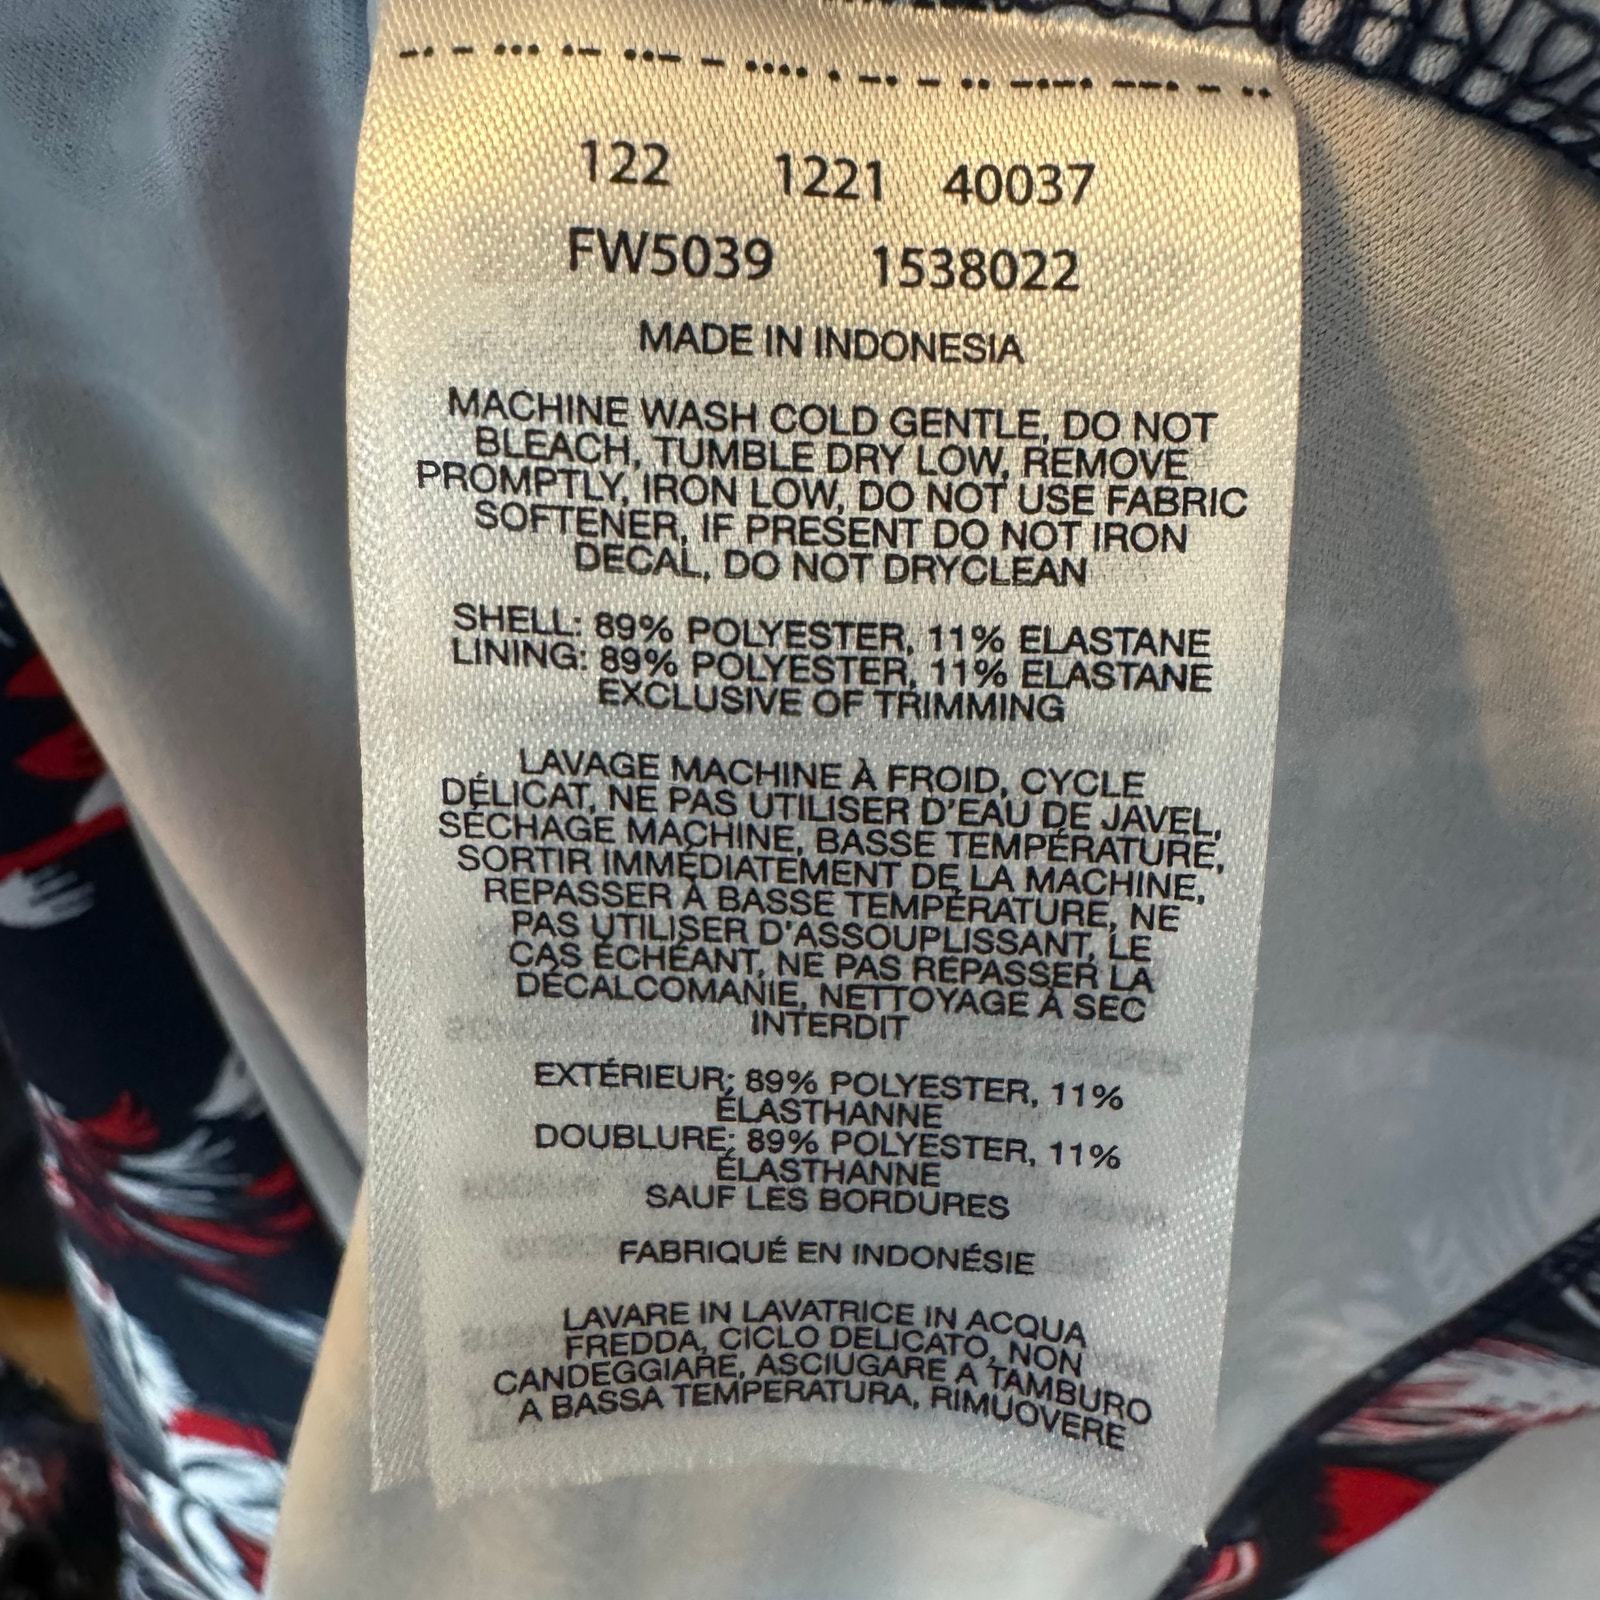 122 1221 40037
FW5039 1538022
MADE IN INDONESIA
MACHINE WASH COLD GENTLE, DO NOT
BLEACH, TUMBLE DRY LOW, REMOVE
PROMPTLY, IRON LOW, DO NOT USE FABRIC
SOFTENER, IF PRESENT DO NOT IRON
DECAL, DO NOT DRYCLEAN
SHELL: 89% POLYESTER, 11% ELASTANE
LINING: 89% POLYESTER, 11% ELASTANE
EXCLUSIVE OF TRIMMING
LAVAGE MACHINE À FROID, CYCLE
DÉLICAT, NE PAS UTILISER D'EAU DE JAVEL,
SÉCHAGE MACHINE, BASSE TEMPÉRATURE,
SORTIR IMMÉDIATEMENT DE LA MACHINE,
REPASSER À BASSE TEMPÉRATURE, NE
PAS UTILISER D'ASSOUPLISSANT, LE
CAS ÉCHÉANT, NE PAS REPASSER LA
DÉCALCOMANIE, NETTOYAGE À SEC
INTERDIT
EXTÉRIEUR: 89% POLYESTER, 11%
ÉLASTHANNE
DOUBLURE: 89% POLYESTER, 11%
ÉLASTHANNE
SAUF LES BORDURES
FABRIQUÉ EN INDONÉSIE
LAVARE IN LAVATRICE IN ACQUA
FREDDA, CICLO DELICATO, NON
CANDEGGIARE, ASCIUGARE A TAMBURO
A BASSA TEMPERATURA, RIMUOVERE